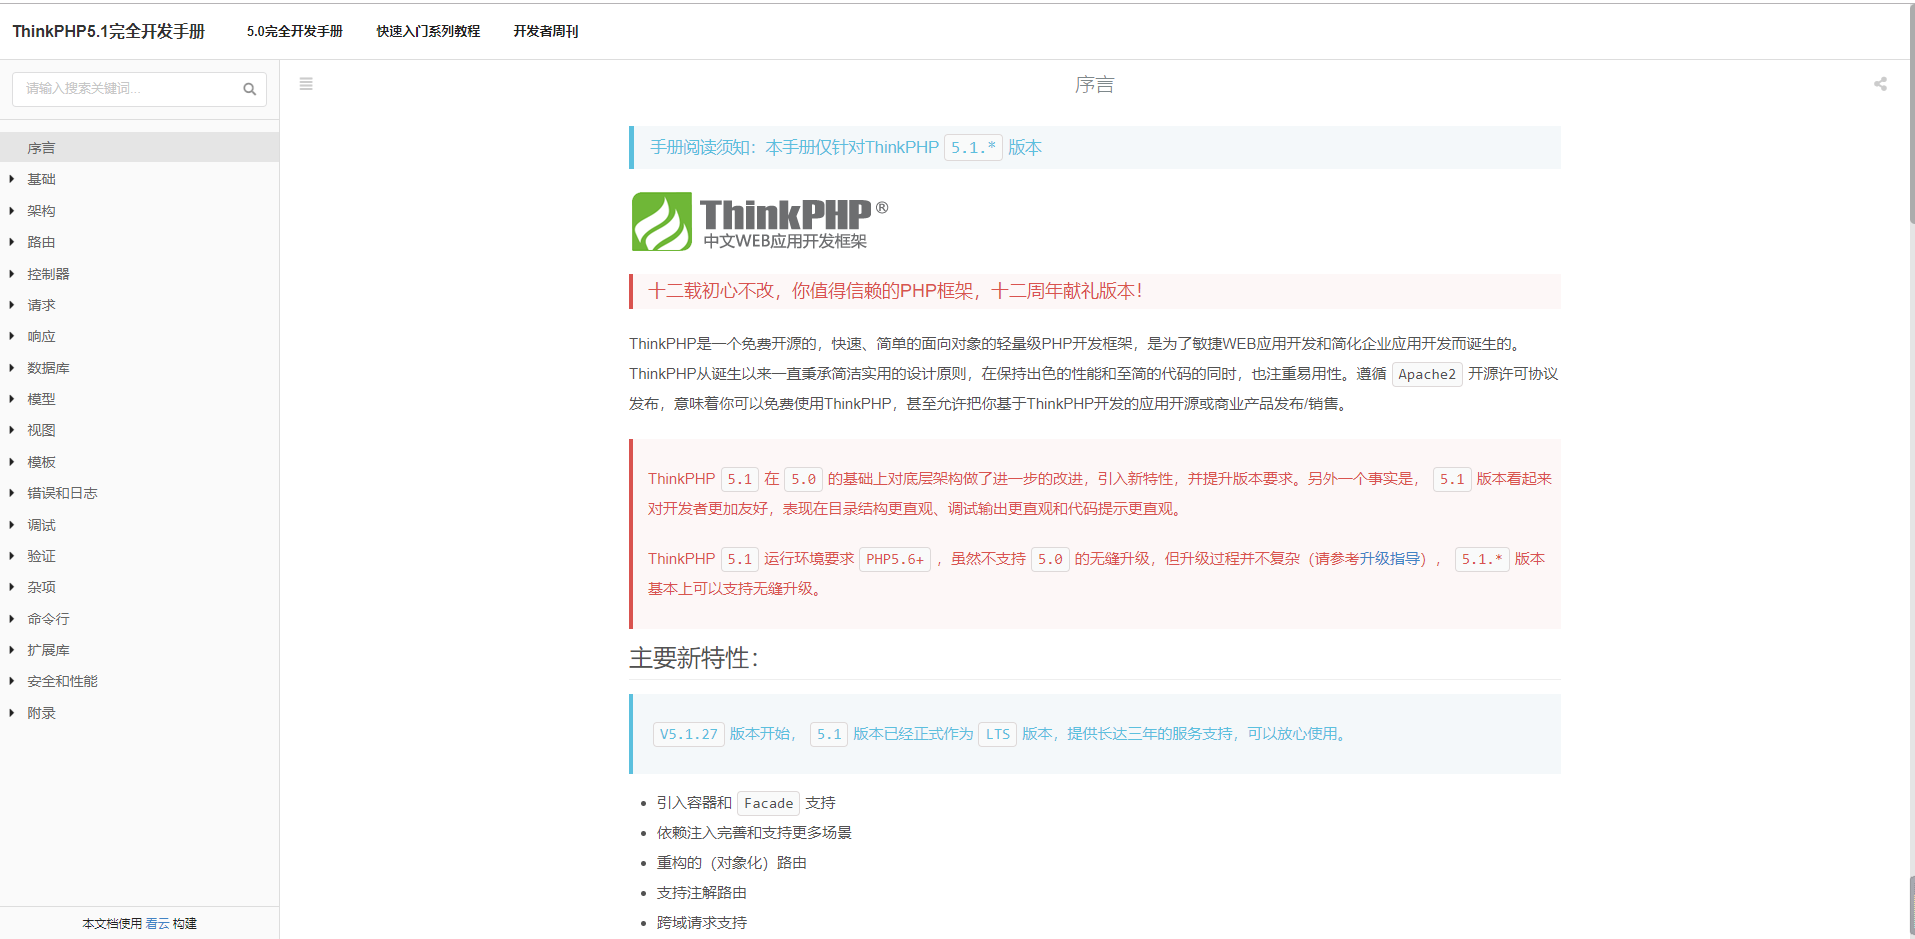 ThinkPHP5.1完全开发手册 5.0完全开发手册 快速入门系列教程 开发者周刊
请输入搜索关键词...
序言
基础
架构
路由
控制器
请求
响应
数据库
模型
视图
模板
错误和日志
调试
验证
杂项
命令行
扩展库
安全和性能
附录
本文档使用 看云 构建
序言
手册阅读须知：本手册仅针对ThinkPHP 5.1.* 版本
ThinkPHP®
中文WEB应用开发框架
十二载初心不改，你值得信赖的PHP框架，十二周年献礼版本！
ThinkPHP是一个免费开源的，快速、简单的面向对象的轻量级PHP开发框架，是为了敏捷WEB应用开发和简化企业应用开发而诞生的。
ThinkPHP从诞生以来一直秉承简洁实用的设计原则，在保持出色的性能和至简的代码的同时，也注重易用性。遵循 Apache2 开源许可协议
发布，意味着你可以免费使用ThinkPHP，甚至允许把你基于ThinkPHP开发的应用开源或商业产品发布/销售。
ThinkPHP 5.1 在 5.0 的基础上对底层架构做了进一步的改进，引入新特性，并提升版本要求。另外一个事实是， 5.1 版本看起来
对开发者更加友好，表现在目录结构更直观、调试输出更直观和代码提示更直观。
ThinkPHP 5.1 运行环境要求 PHP5.6+ ，虽然不支持 5.0 的无缝升级，但升级过程并不复杂（请参考升级指导）， 5.1.* 版本
基本上可以支持无缝升级。
主要新特性：
V5.1.27 版本开始， 5.1 版本已经正式作为 LTS 版本，提供长达三年的服务支持，可以放心使用。
引入容器和 Facade 支持
依赖注入完善和支持更多场景
重构的（对象化）路由
支持注解路由
跨域请求支持